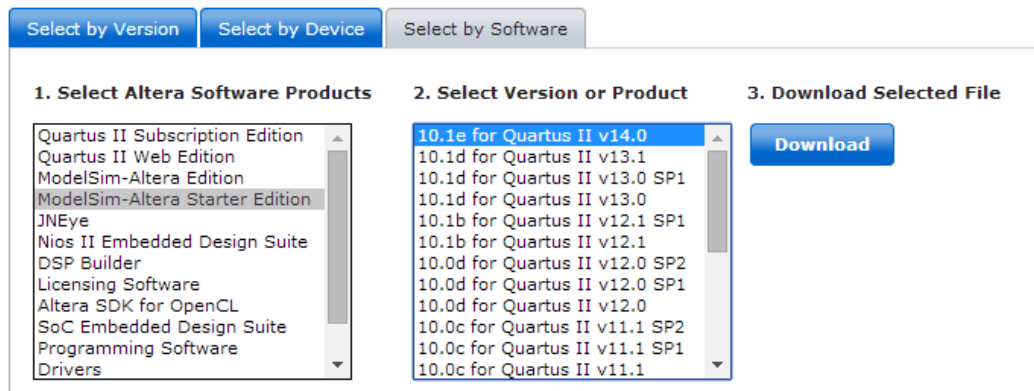 Select by Version
Select by Device
Select by Software
1. Select Altera Software Products
Quartus II Subscription Edition
Quartus II Web Edition
ModelSim-Altera Edition
ModelSim-Altera Starter Edition
JNEye
Nios II Embedded Design Suite
DSP Builder
Licensing Software
Altera SDK for OpenCL
SoC Embedded Design Suite
Programming Software
Drivers
2. Select Version or Product
10.1e for Quartus II v14.0
10.1d for Quartus II v13.1
10.1d for Quartus II v13.0 SP1
10.1d for Quartus II v13.0
10.1b for Quartus II v12.1 SP1
10.1b for Quartus II v12.1
10.0d for Quartus II v12.0 SP2
10.0d for Quartus II v12.0 SP1
10.0d for Quartus II v12.0
10.0c for Quartus II v11.1 SP2
10.0c for Quartus II v11.1 SP1
10.0c for Quartus II v11.1
3. Download Selected File
Download